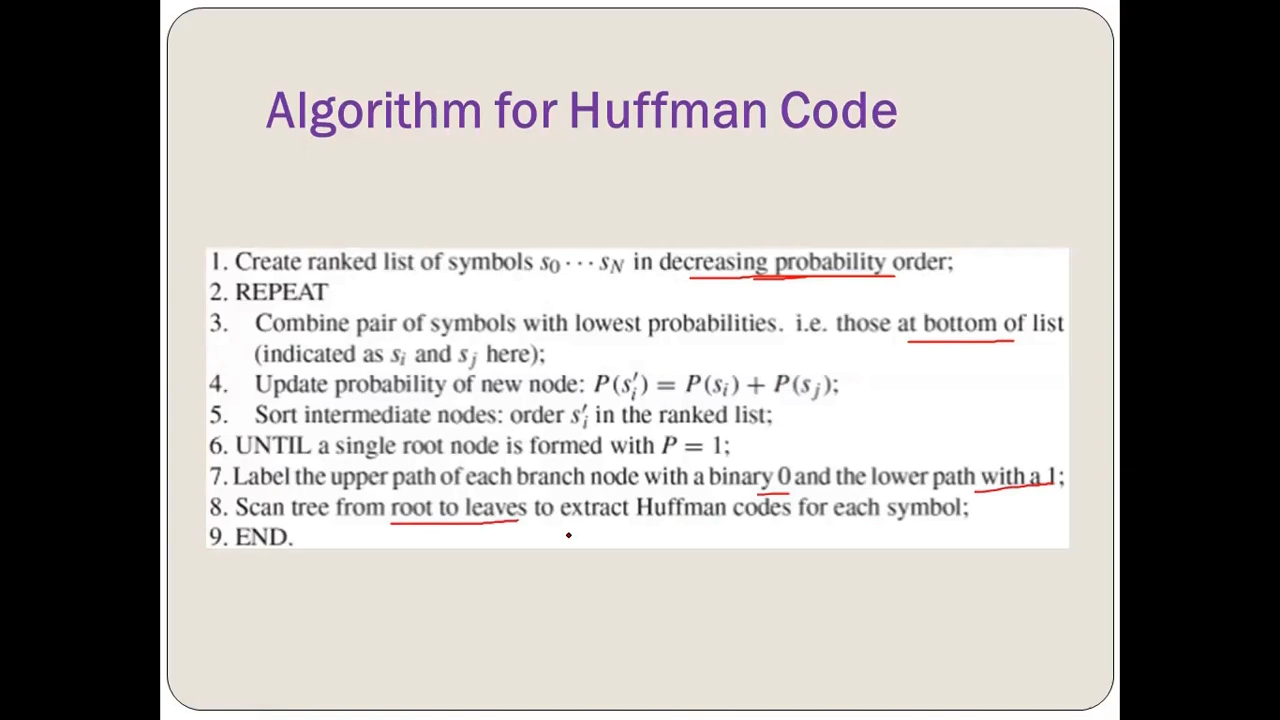 Algorithm for Huffman Code
1. Create ranked list of symbols s₀ ⋯ s_N in decreasing probability order;
2. REPEAT
3. Combine pair of symbols with lowest probabilities. i.e. those at bottom of list
(indicated as sᵢ and sⱼ here);
4. Update probability of new node: P(s′ᵢ) = P(sᵢ) + P(sⱼ);
5. Sort intermediate nodes: order s′ᵢ in the ranked list;
6. UNTIL a single root node is formed with P = 1;
7. Label the upper path of each branch node with a binary 0 and the lower path with a 1;
8. Scan tree from root to leaves to extract Huffman codes for each symbol;
9. END.